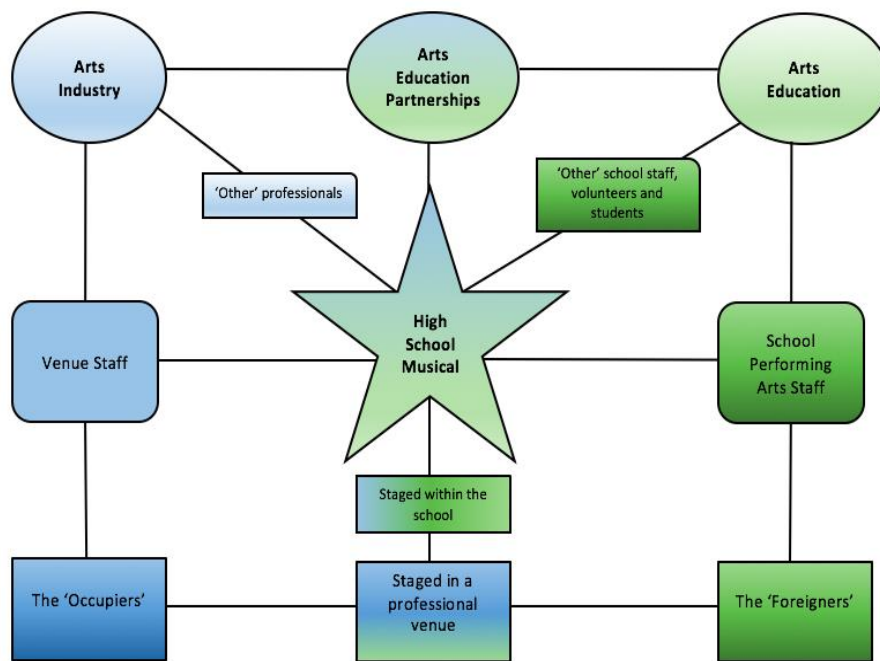 Arts
Industry
Arts
Education
Partnerships
Arts
Education
‘Other’ professionals
‘Other’ school staff,
volunteers and
students
Venue Staff
High
School
Musical
School
Performing
Arts Staff
Staged within the
school
The ‘Occupiers’
Staged in a
professional
venue
The ‘Foreigners’